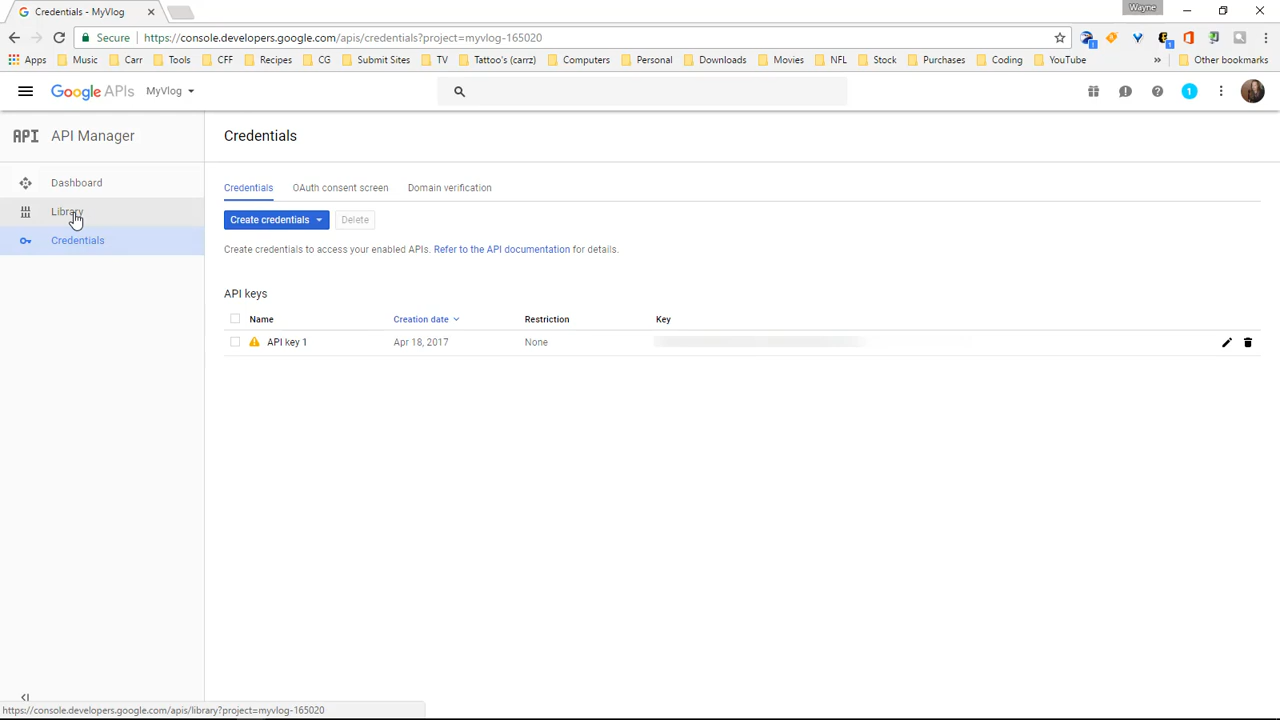 Credentials - MyVlog
Wayne
Secure https://console.developers.google.com/apis/credentials?project=myvlog-165020
Apps Music Carr Tools CFF Recipes CG Submit Sites TV Tattoo's (carrz) Computers Personal Downloads Movies NFL Stock Purchases Coding YouTube » Other bookmarks
Google APIs MyVlog 1
API API Manager Credentials
Dashboard
Credentials OAuth consent screen Domain verification
Library
Create credentials Delete
Credentials
Create credentials to access your enabled APIs. Refer to the API documentation for details.
API keys
Name Creation date Restriction Key
API key 1 Apr 18, 2017 None
https://console.developers.google.com/apis/library?project=myvlog-165020